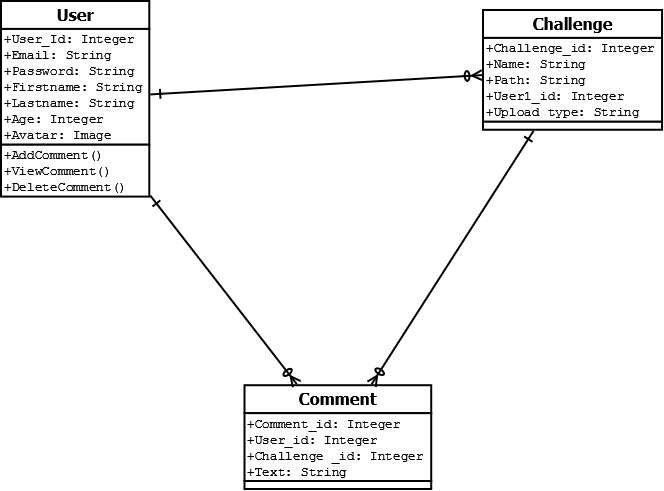 User
+User_Id: Integer
+Email: String
+Password: String
+Firstname: String
+Lastname: String
+Age: Integer
+Avatar: Image
+AddComment()
+ViewComment()
+DeleteComment()
Challenge
+Challenge_id: Integer
+Name: String
+Path: String
+User1_id: Integer
+Upload type: String
Comment
+Comment_id: Integer
+User_id: Integer
+Challenge _id: Integer
+Text: String